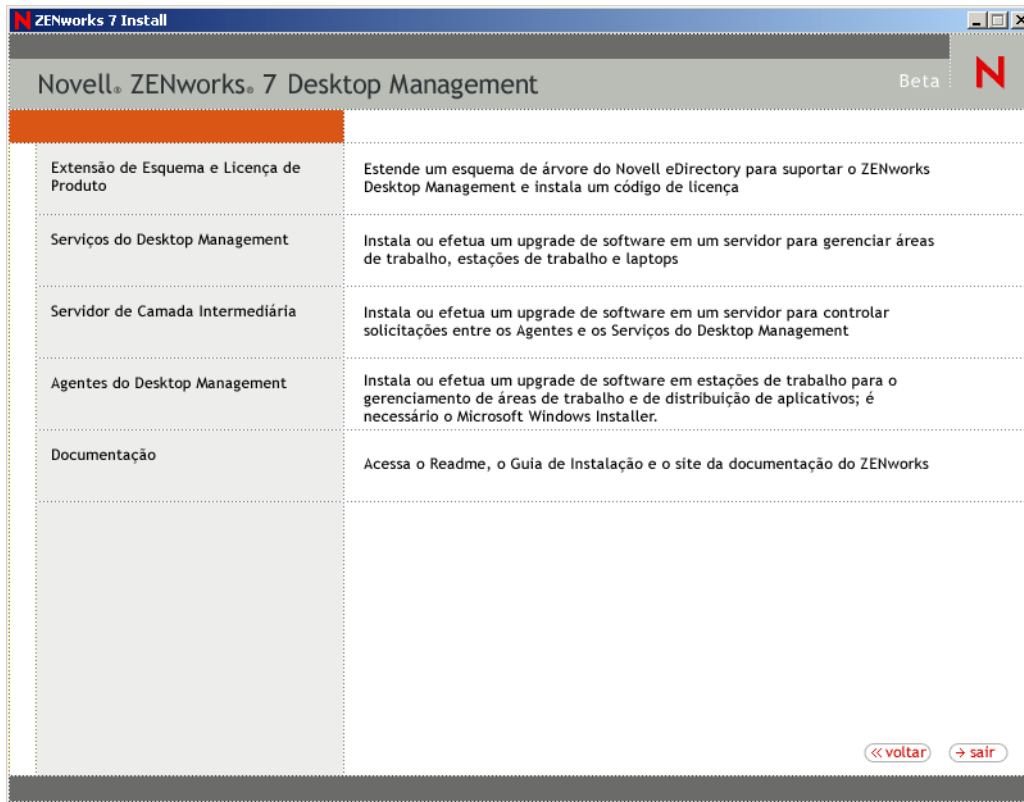 ZENworks 7 Install
Novell® ZENworks® 7 Desktop Management
Beta
N
Extensão de Esquema e Licença de
Produto
Estende um esquema de árvore do Novell eDirectory para suportar o ZENworks
Desktop Management e instala um código de licença
Serviços do Desktop Management
Instala ou efetua um upgrade de software em um servidor para gerenciar áreas
de trabalho, estações de trabalho e laptops
Servidor de Camada Intermediária
Instala ou efetua um upgrade de software em um servidor para controlar
solicitações entre os Agentes e os Serviços do Desktop Management
Agentes do Desktop Management
Instala ou efetua um upgrade de software em estações de trabalho para o
gerenciamento de áreas de trabalho e de distribuição de aplicativos; é
necessário o Microsoft Windows Installer.
Documentação
Acessa o Readme, o Guia de Instalação e o site da documentação do ZENworks
voltar
sair